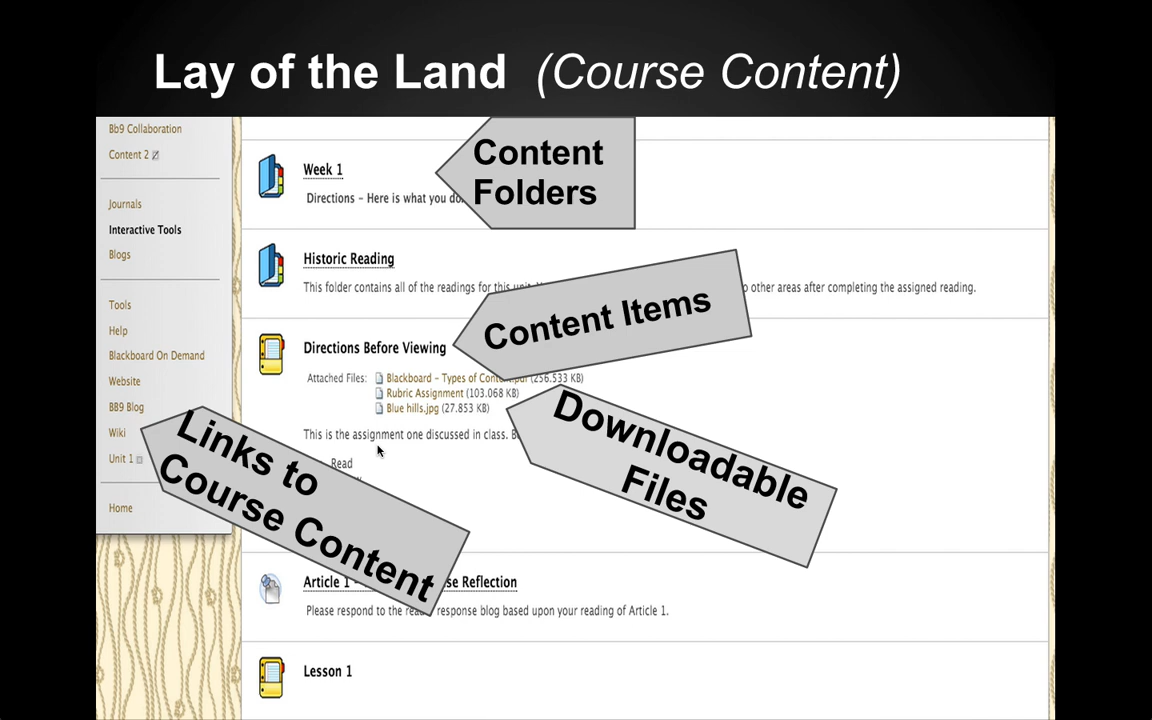 Lay of the Land (Course Content)
Bb9 Collaboration
Content 2
Journals
Interactive Tools
Blogs
Tools
Help
Blackboard On Demand
Website
BB9 Blog
Wiki
Unit 1
Home
Week 1
Directions – Here is what you
Content
Folders
Historic Reading
This folder contains all of the readings for this unit.
other areas after completing the assigned reading.
Content Items
Directions Before Viewing
Attached Files:
Blackboard – Types of (256.533 KB)
Rubric Assignment (103.068 KB)
Blue hills.jpg (27.853 KB)
This is the assignment one discussed in class.
Read
Downloadable
Files
Links to
Course Content
Article 1 Reflection
Please respond to the response blog based upon your reading of Article 1.
Lesson 1